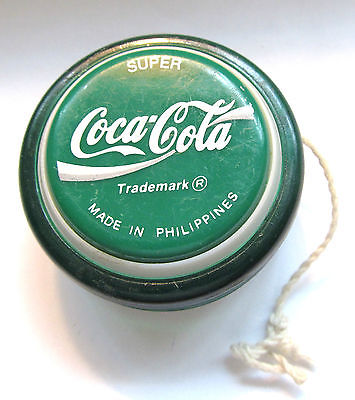 SUPER
Coca-Cola
Trademark ®
MADE IN PHILIPPINES